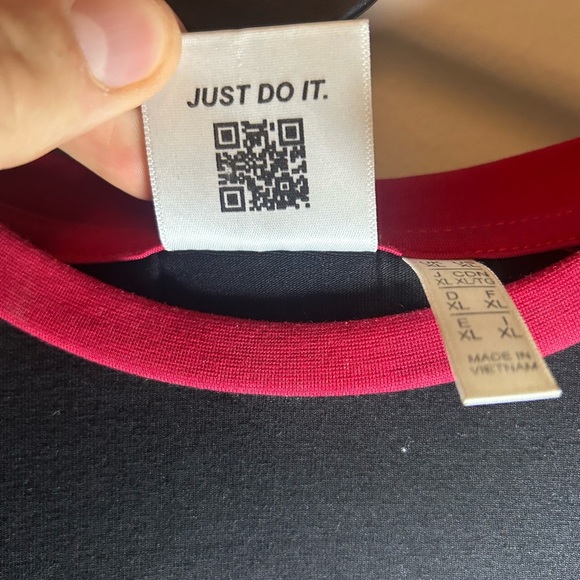 JUST DO IT.
J CDN
XL XL/TG
D F
XL XL
E I
XL XL
MADE IN
VIETNAM